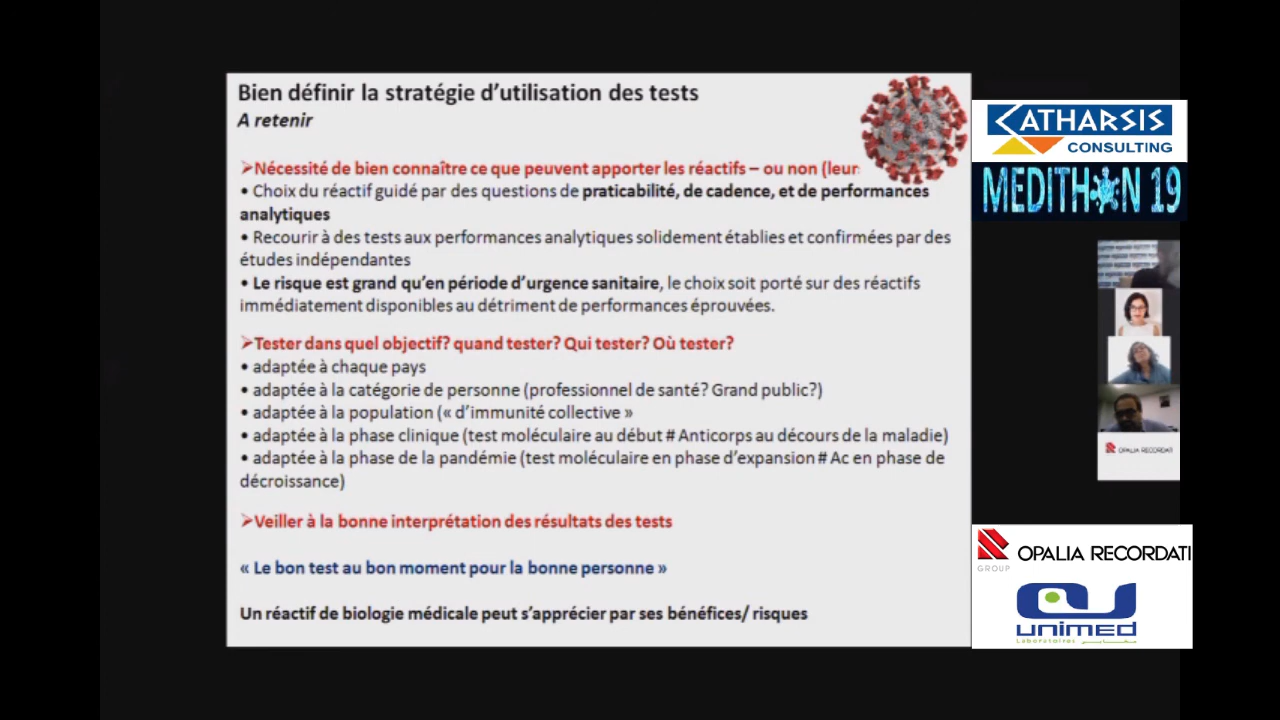 Bien définir la stratégie d'utilisation des tests
A retenir
➢Nécessité de bien connaître ce que peuvent apporter les réactifs – ou non (leur
• Choix du réactif guidé par des questions de praticabilité, de cadence, et de performances
analytiques
• Recourir à des tests aux performances analytiques solidement établies et confirmées par des
études indépendantes
• Le risque est grand qu'en période d'urgence sanitaire, le choix soit porté sur des réactifs
immédiatement disponibles au détriment de performances éprouvées.
➢Tester dans quel objectif? quand tester? Qui tester? Où tester?
• adaptée à chaque pays
• adaptée à la catégorie de personne (professionnel de santé? Grand public?)
• adaptée à la population (« d'immunité collective »
• adaptée à la phase clinique (test moléculaire au début # Anticorps au décours de la maladie)
• adaptée à la phase de la pandémie (test moléculaire en phase d'expansion # Ac en phase de
décroissance)
➢Veiller à la bonne interprétation des résultats des tests
« Le bon test au bon moment pour la bonne personne »
Un réactif de biologie médicale peut s'apprécier par ses bénéfices/ risques
KATHARSIS
CONSULTING
MEDITHON 19
OPALIA RECORDATI
OPALIA RECORDATI
GROUP
unimed
Laboratoires مخابر